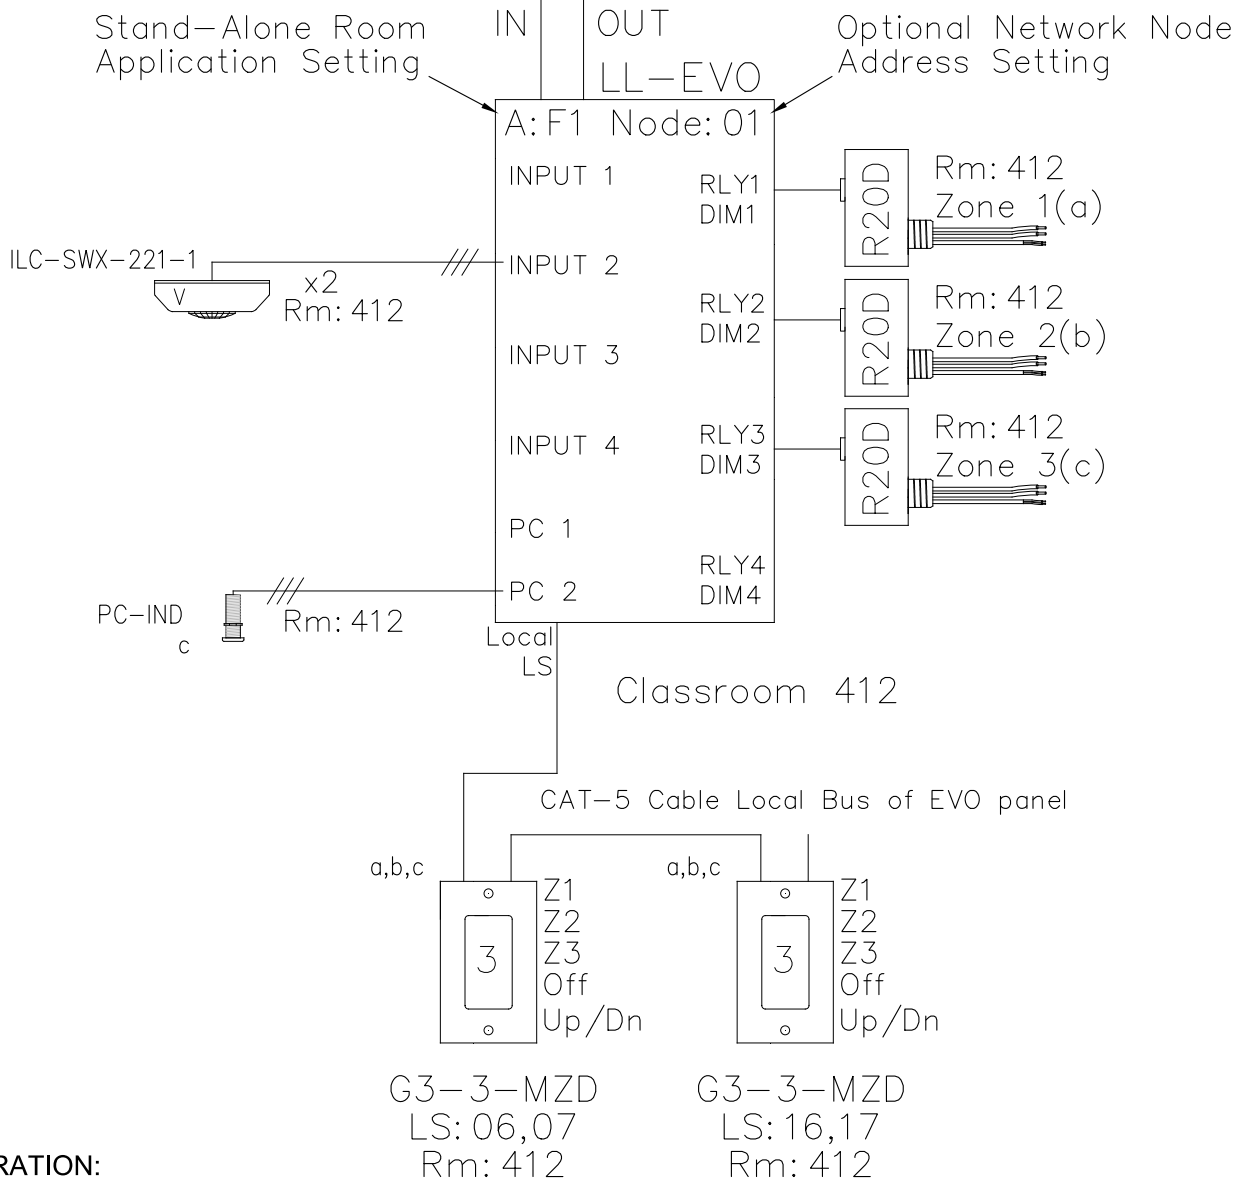 Stand-Alone Room
Application Setting
IN
OUT
LL-EVO
Optional Network Node
Address Setting
A: F1 Node: 01
INPUT 1
INPUT 2
INPUT 3
INPUT 4
PC 1
PC 2
RLY1
DIM1
RLY2
DIM2
RLY3
DIM3
RLY4
DIM4
ILC-SWX-221-1
V
x2
Rm: 412
PC-IND
c
Rm: 412
R20D
Rm: 412
Zone 1(a)
R20D
Rm: 412
Zone 2(b)
R20D
Rm: 412
Zone 3(c)
Local
LS
Classroom 412
CAT-5 Cable Local Bus of EVO panel
a,b,c
3
Z1
Z2
Z3
Off
Up/Dn
G3-3-MZD
LS: 06,07
Rm: 412
a,b,c
3
Z1
Z2
Z3
Off
Up/Dn
G3-3-MZD
LS: 16,17
Rm: 412
RATION: